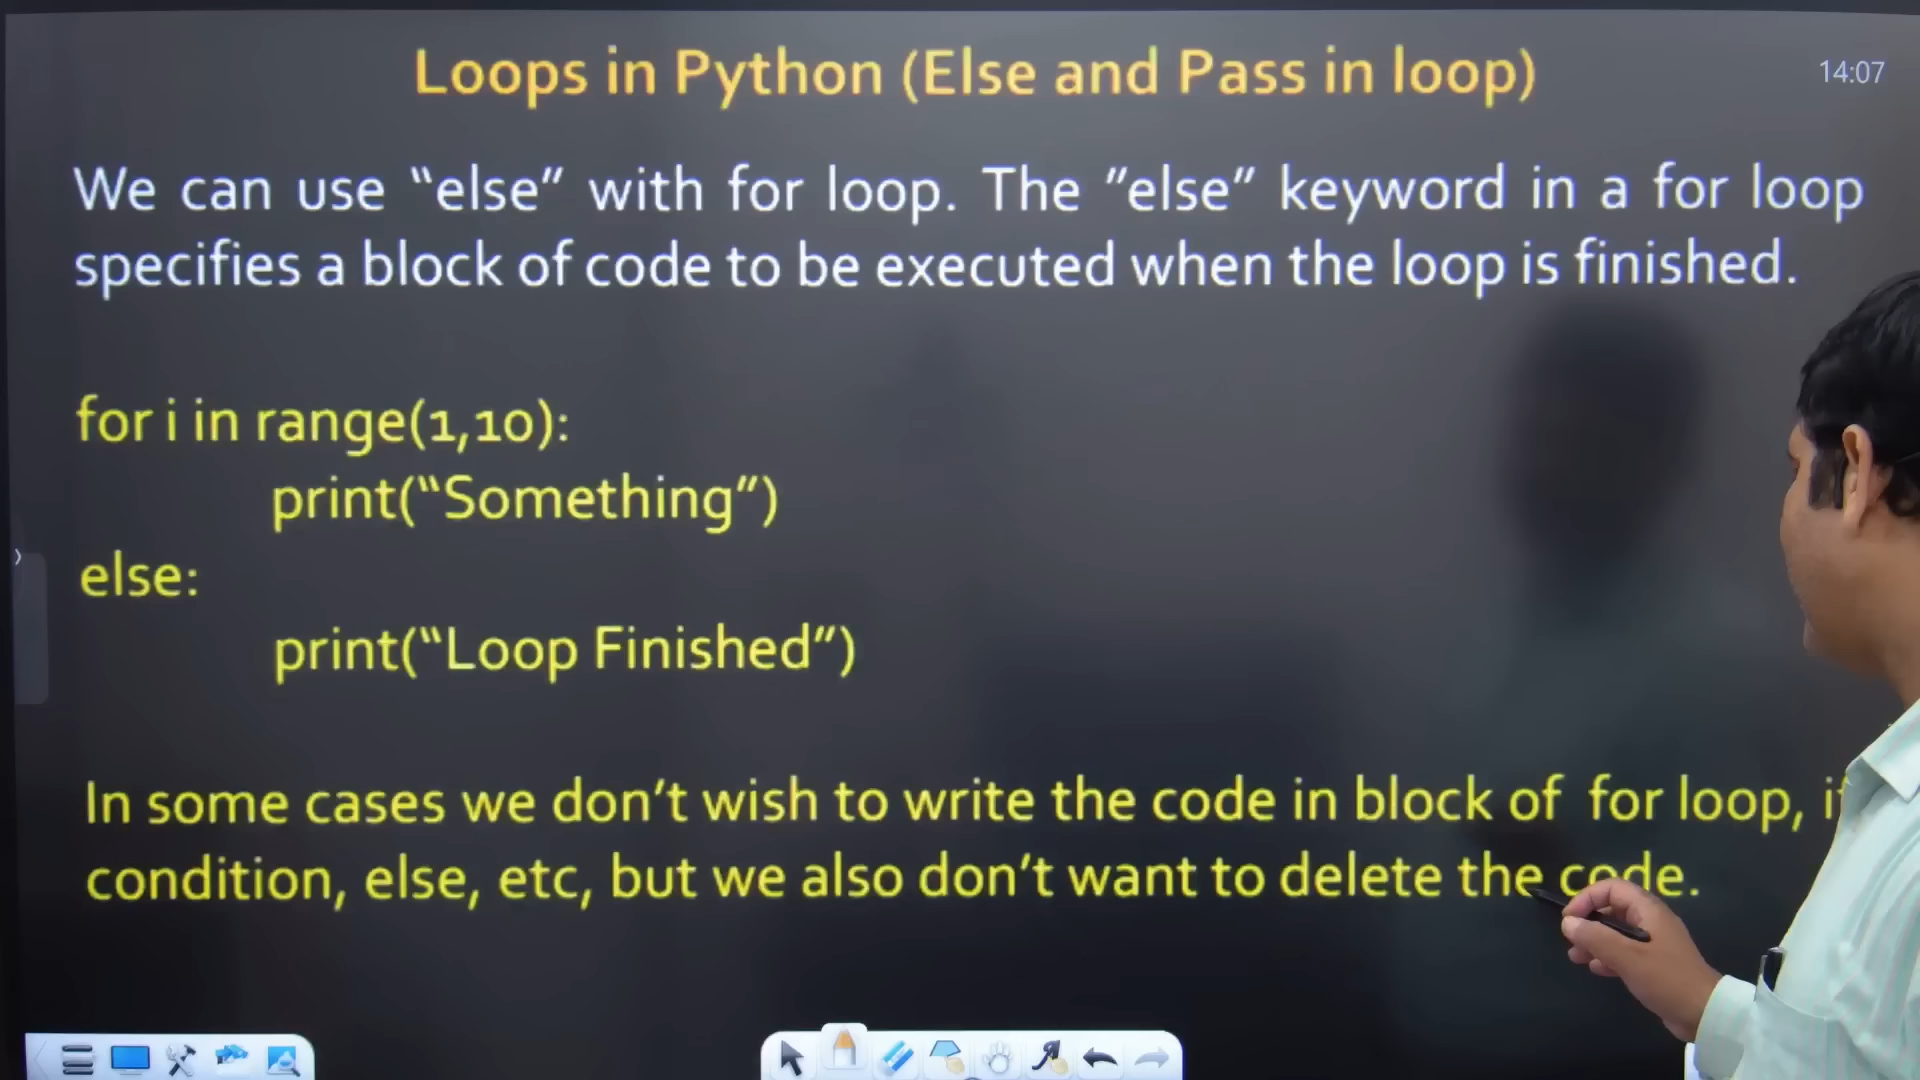 Loops in Python (Else and Pass in loop)
14:07
We can use “else” with for loop. The ”else” keyword in a for loop
specifies a block of code to be executed when the loop is finished.
for i in range(1,10):
print(“Something”)
else:
print(“Loop Finished”)
In some cases we don’t wish to write the code in block of for loop,
condition, else, etc, but we also don’t want to delete the code.